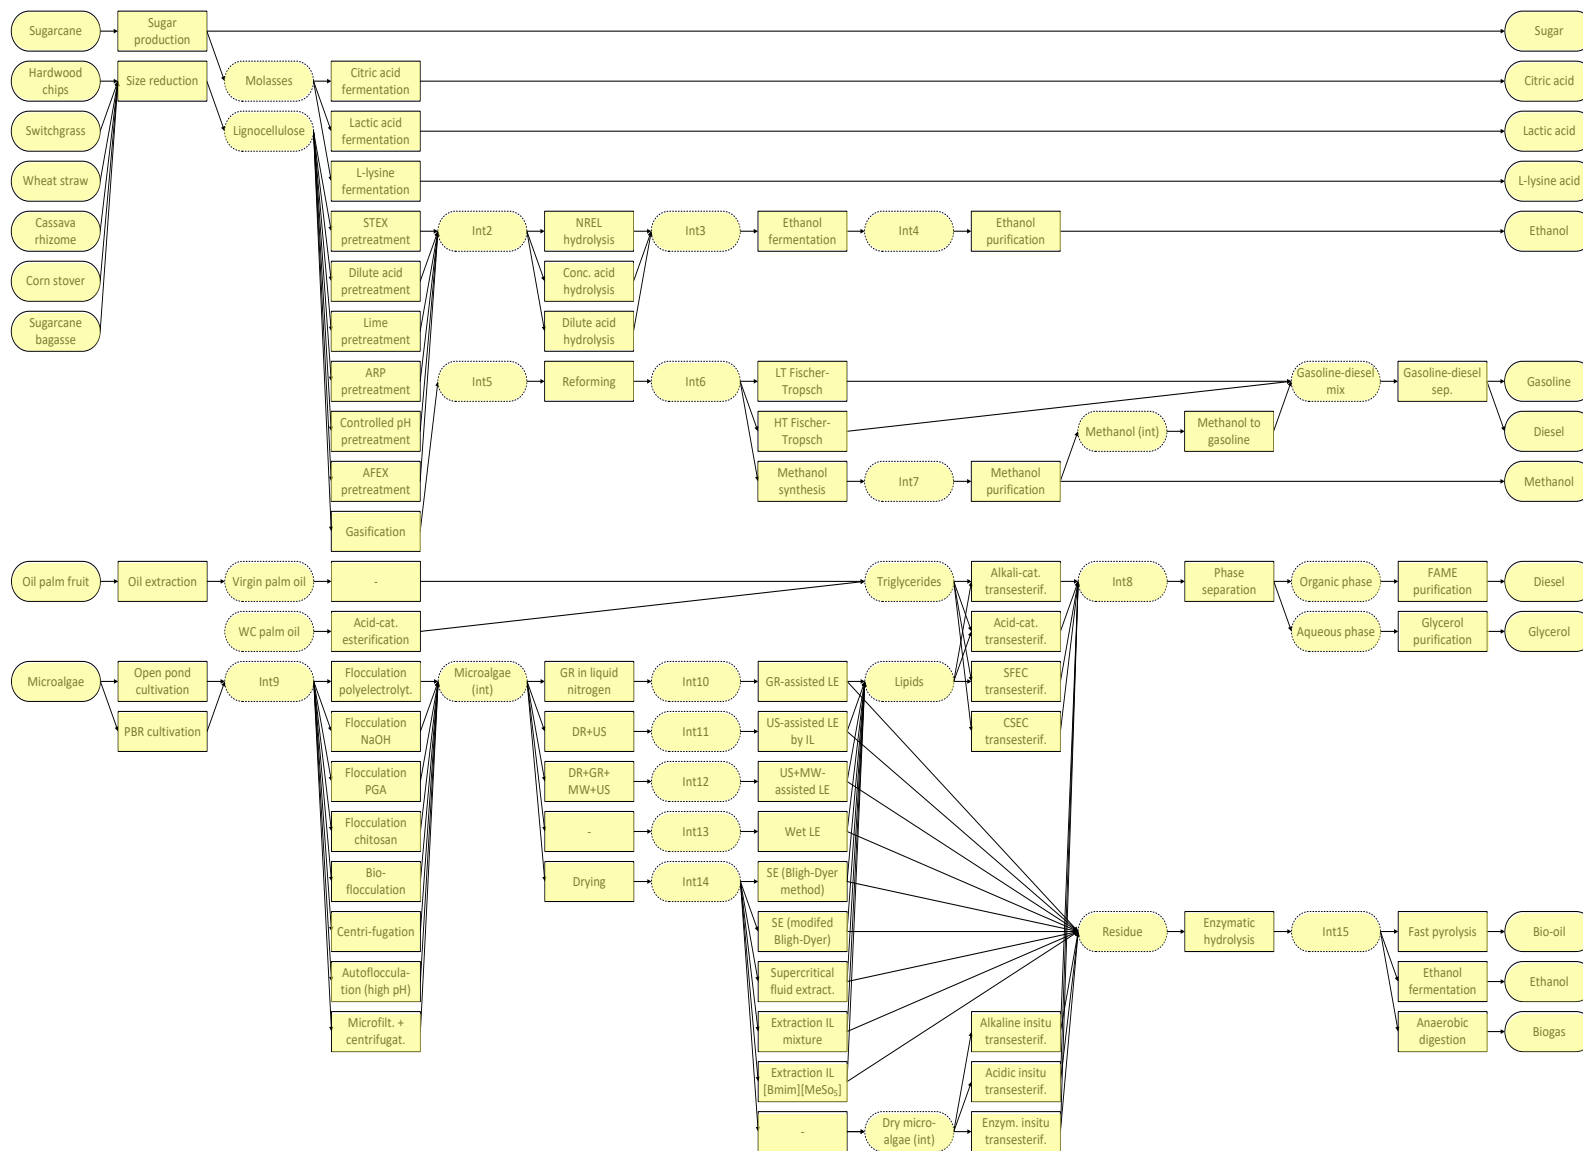 Sugarcane
Sugar
production
Sugar
Hardwood
chips
Size reduction
Molasses
Citric acid
fermentation
Citric acid
Switchgrass
Lignocellulose
Lactic acid
fermentation
Lactic acid
Wheat straw
L-lysine
fermentation
L-lysine acid
Cassava
rhizome
STEX
pretreatment
Int2
NREL
hydrolysis
Int3
Ethanol
fermentation
Int4
Ethanol
purification
Ethanol
Corn stover
Dilute acid
pretreatment
Conc. acid
hydrolysis
Sugarcane
bagasse
Lime
pretreatment
Dilute acid
hydrolysis
ARP
pretreatment
Int5
Reforming
Int6
LT Fischer-
Tropsch
Gasoline-diesel
mix
Gasoline-diesel
sep.
Gasoline
Controlled pH
pretreatment
HT Fischer-
Tropsch
Methanol (int)
Methanol to
gasoline
Diesel
AFEX
pretreatment
Methanol
synthesis
Int7
Methanol
purification
Methanol
Gasification
Oil palm fruit
Oil extraction
Virgin palm oil
-
Triglycerides
Alkali-cat.
transesterif.
Int8
Phase
separation
Organic phase
FAME
purification
Diesel
WC palm oil
Acid-cat.
esterification
Acid-cat.
transesterif.
Aqueous phase
Glycerol
purification
Glycerol
Microalgae
Open pond
cultivation
Int9
Flocculation
polyelectrolyt.
Microalgae
(int)
GR in liquid
nitrogen
Int10
GR-assisted LE
Lipids
SFEC
transesterif.
PBR cultivation
Flocculation
NaOH
DR+US
Int11
US-assisted LE
by IL
CSEC
transesterif.
Flocculation
PGA
DR+GR+
MW+US
Int12
US+MW-
assisted LE
Flocculation
chitosan
-
Int13
Wet LE
Bio-
flocculation
Drying
Int14
SE (Bligh-Dyer
method)
Centri-fugation
SE (modifed
Bligh-Dyer)
Residue
Enzymatic
hydrolysis
Int15
Fast pyrolysis
Bio-oil
Autofloccula-
tion (high pH)
Supercritical
fluid extract.
Ethanol
fermentation
Ethanol
Microfilt. +
centrifugat.
Extraction IL
mixture
Alkaline insitu
transesterif.
Anaerobic
digestion
Biogas
Extraction IL
[Bmim][MeSo₅]
Acidic insitu
transesterif.
-
Dry micro-
algae (int)
Enzym. insitu
transesterif.